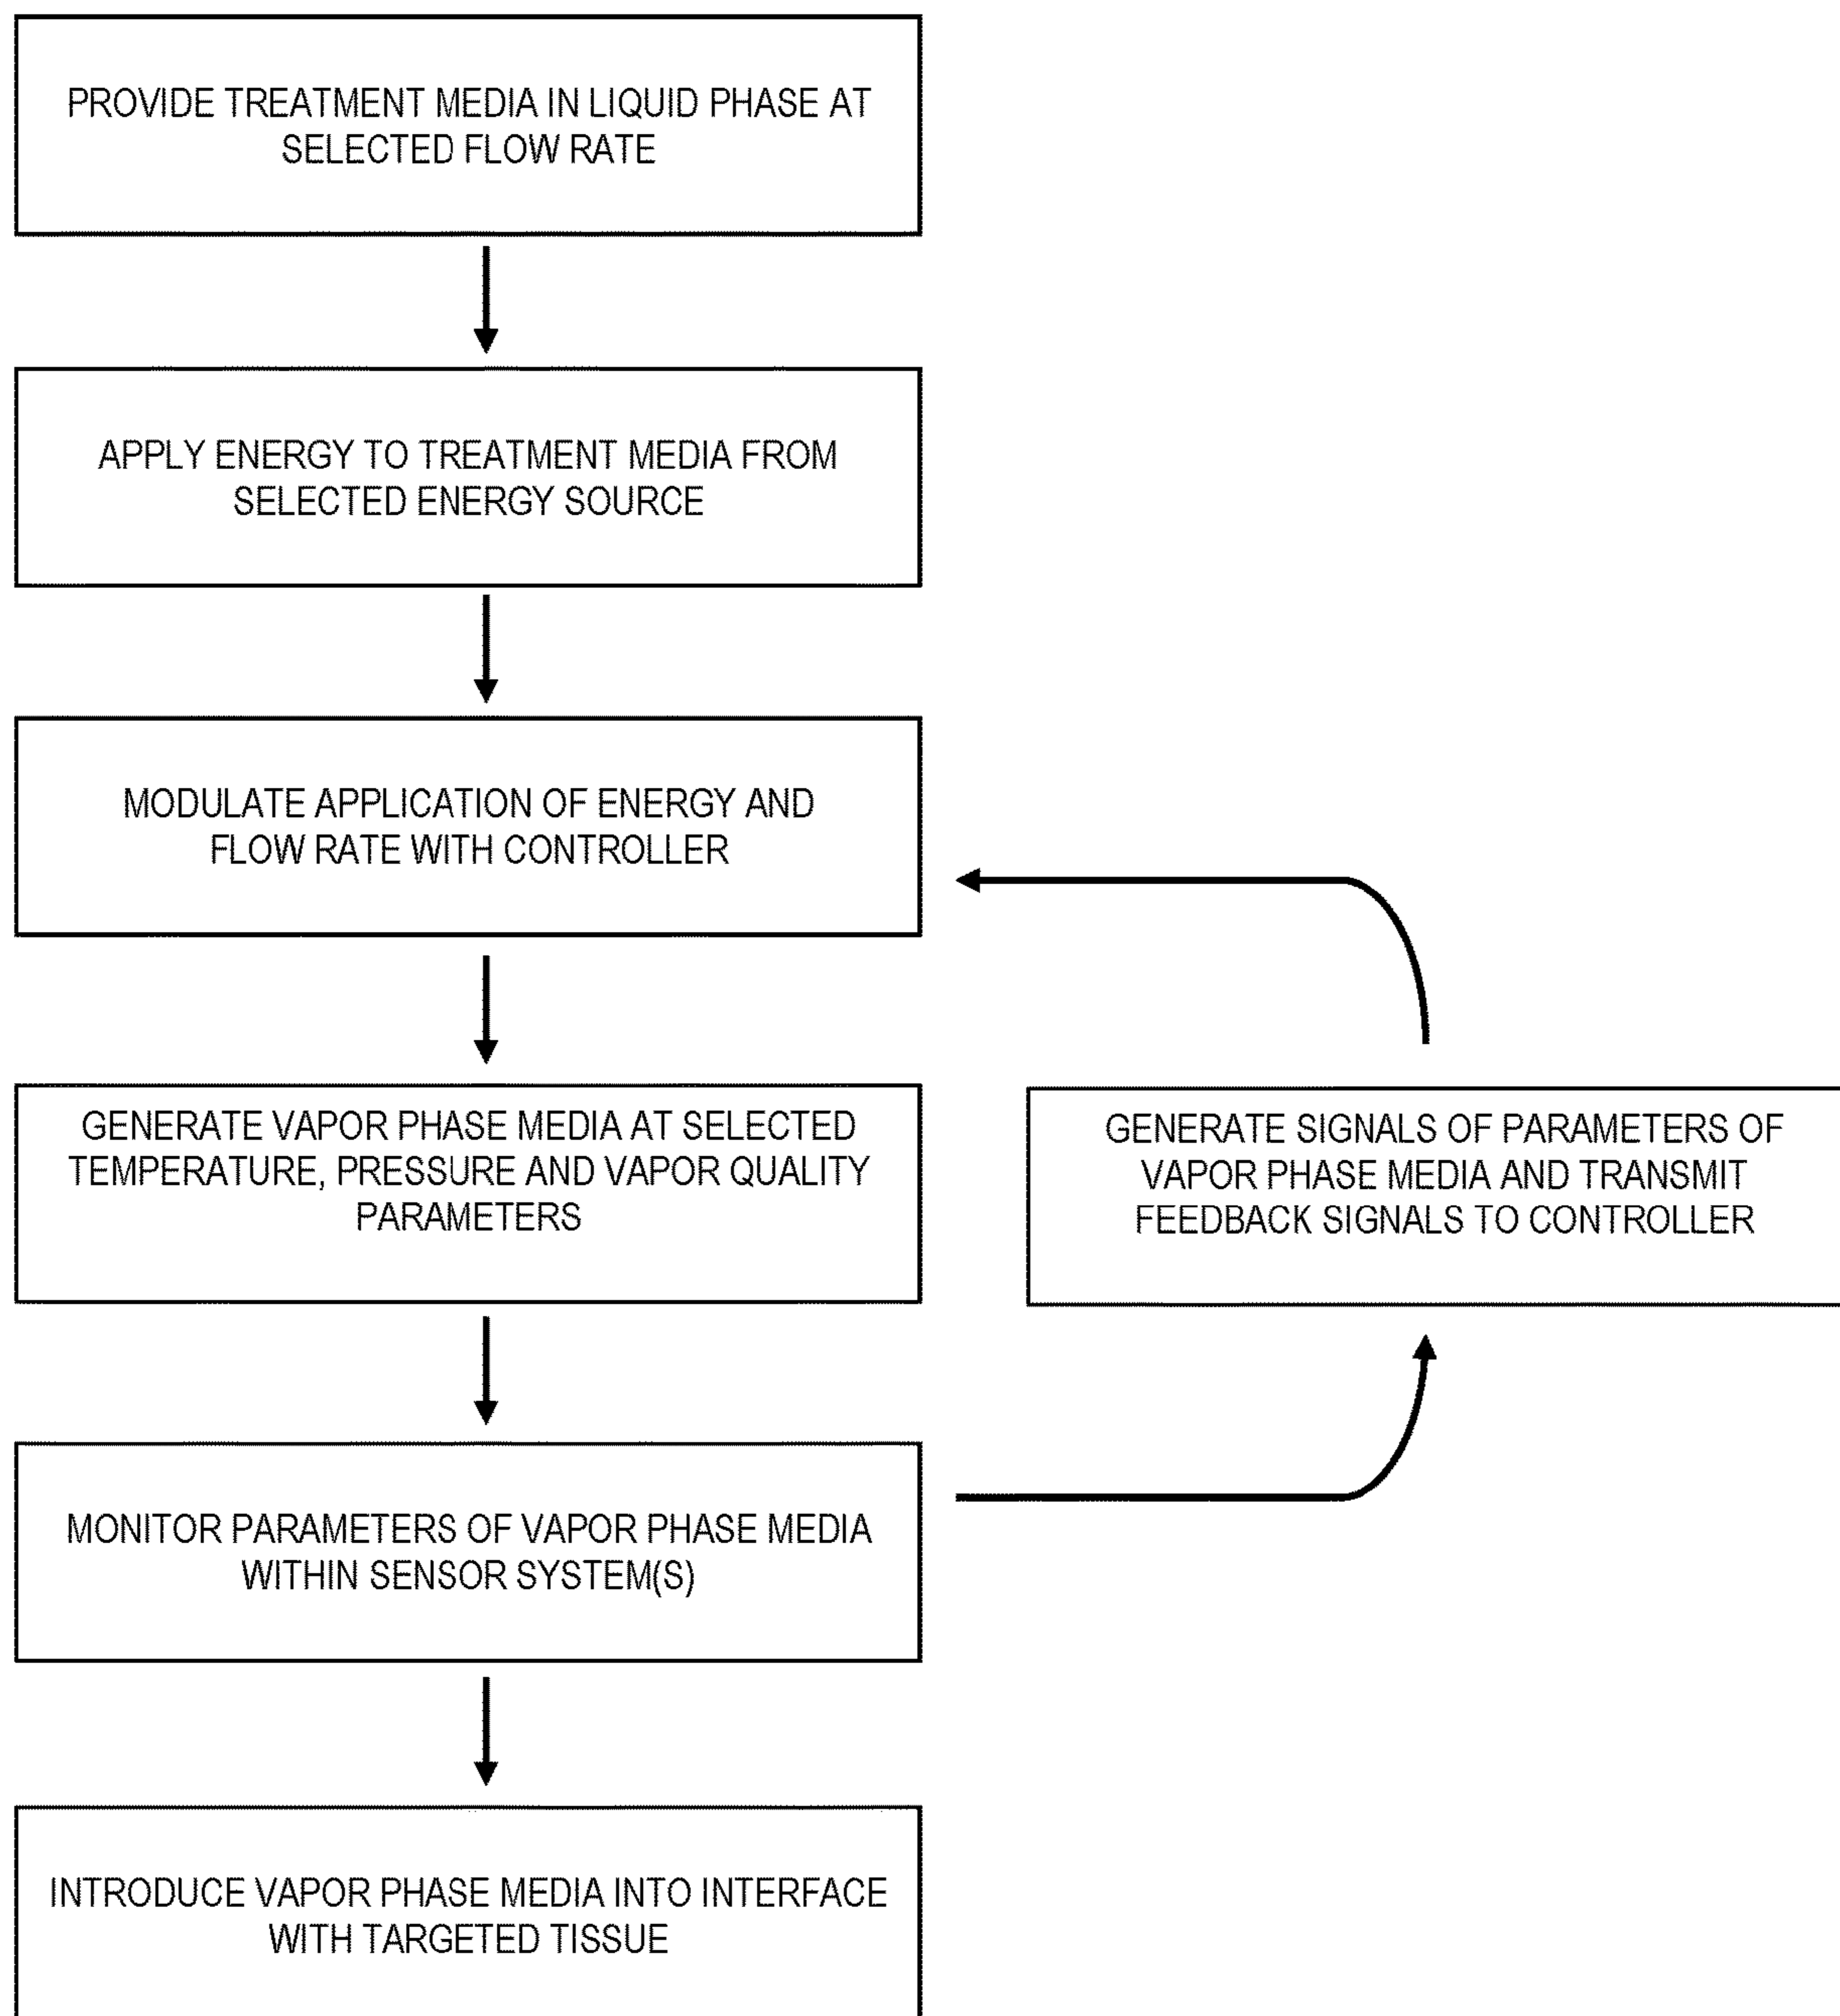 PROVIDE TREATMENT MEDIA IN LIQUID PHASE AT
SELECTED FLOW RATE
APPLY ENERGY TO TREATMENT MEDIA FROM
SELECTED ENERGY SOURCE
MODULATE APPLICATION OF ENERGY AND
FLOW RATE WITH CONTROLLER
GENERATE VAPOR PHASE MEDIA AT SELECTED
TEMPERATURE, PRESSURE AND VAPOR QUALITY
PARAMETERS
GENERATE SIGNALS OF PARAMETERS OF
VAPOR PHASE MEDIA AND TRANSMIT
FEEDBACK SIGNALS TO CONTROLLER
MONITOR PARAMETERS OF VAPOR PHASE MEDIA
WITHIN SENSOR SYSTEM(S)
INTRODUCE VAPOR PHASE MEDIA INTO INTERFACE
WITH TARGETED TISSUE